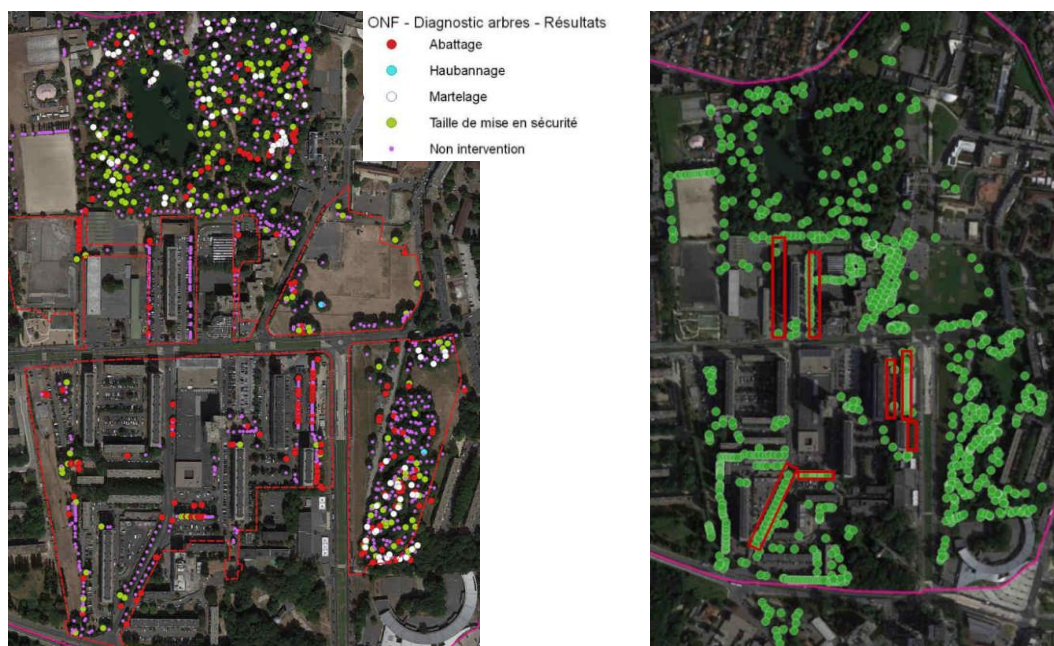 ONF - Diagnostic arbres - Résultats
Abattage
Haubannage
Martelage
Taille de mise en sécurité
Non intervention